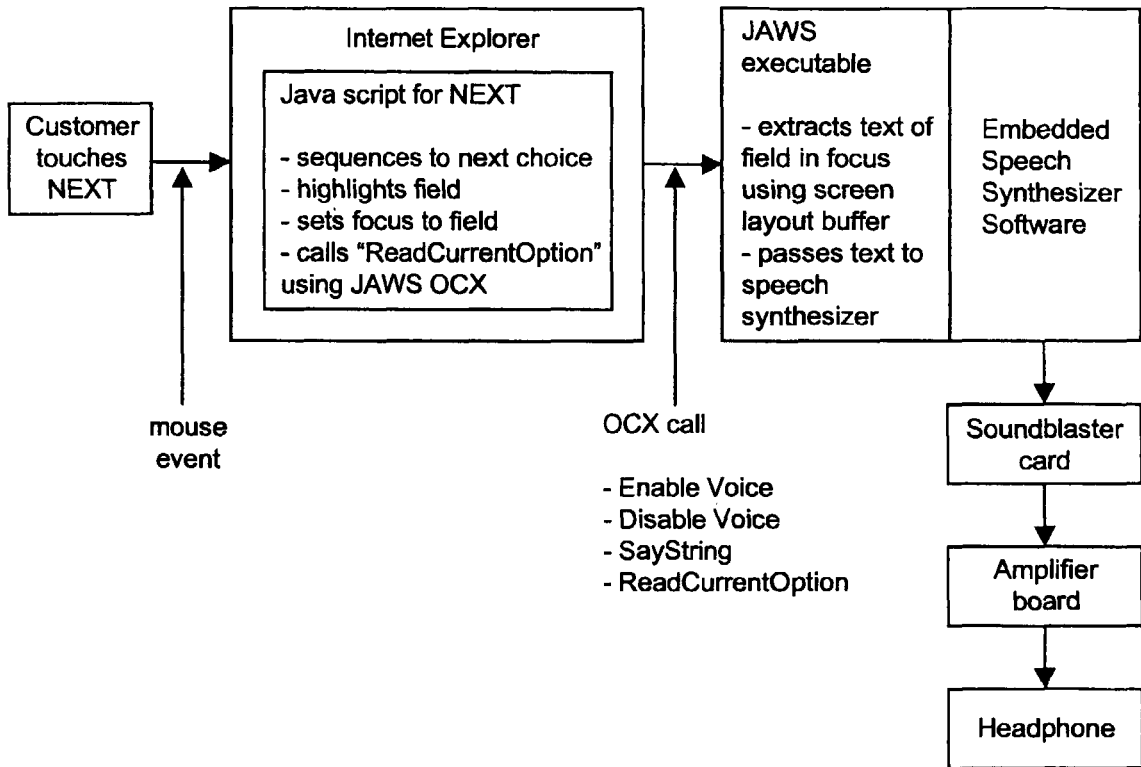 Customer
touches
NEXT
mouse
event
Internet Explorer
Java script for NEXT
- sequences to next choice
- highlights field
- sets focus to field
- calls “ReadCurrentOption”
using JAWS OCX
OCX call
- Enable Voice
- Disable Voice
- SayString
- ReadCurrentOption
JAWS
executable
- extracts text of
field in focus
using screen
layout buffer
- passes text to
speech
synthesizer
Embedded
Speech
Synthesizer
Software
Soundblaster
card
Amplifier
board
Headphone